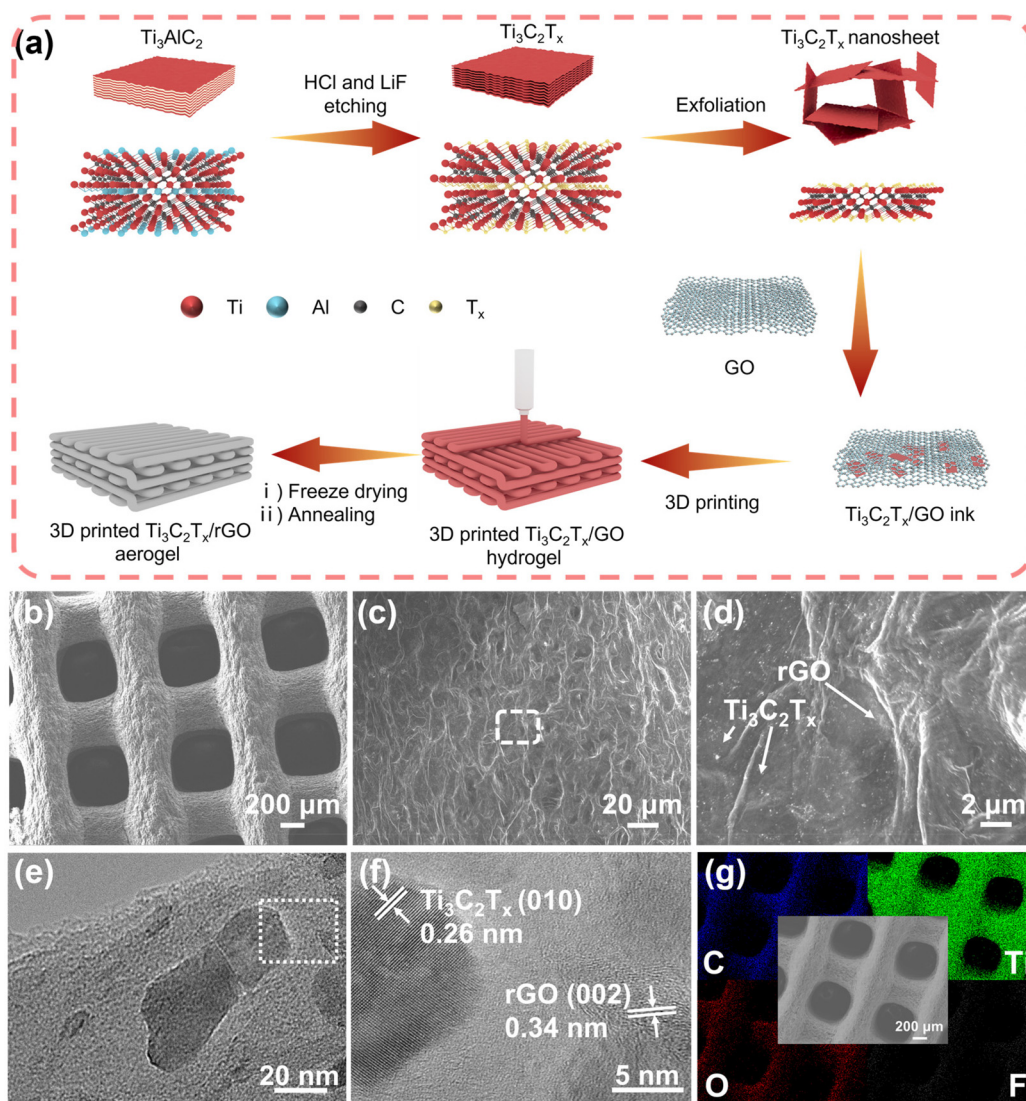 (a)
Ti₃AlC₂
Ti₃C₂Tₓ
Ti₃C₂Tₓ nanosheet
HCl and LiF
etching
Exfoliation
Ti
Al
C
Tₓ
GO
ⅰ) Freeze drying
ⅱ) Annealing
3D printing
3D printed Ti₃C₂Tₓ/rGO
aerogel
3D printed Ti₃C₂Tₓ/GO
hydrogel
Ti₃C₂Tₓ/GO ink
(b)
200 μm
(c)
20 μm
(d)
rGO
Ti₃C₂Tₓ
2 μm
(e)
20 nm
(f)
Ti₃C₂Tₓ (010)
0.26 nm
rGO (002)
0.34 nm
5 nm
(g)
C
Ti
O
F
200 μm